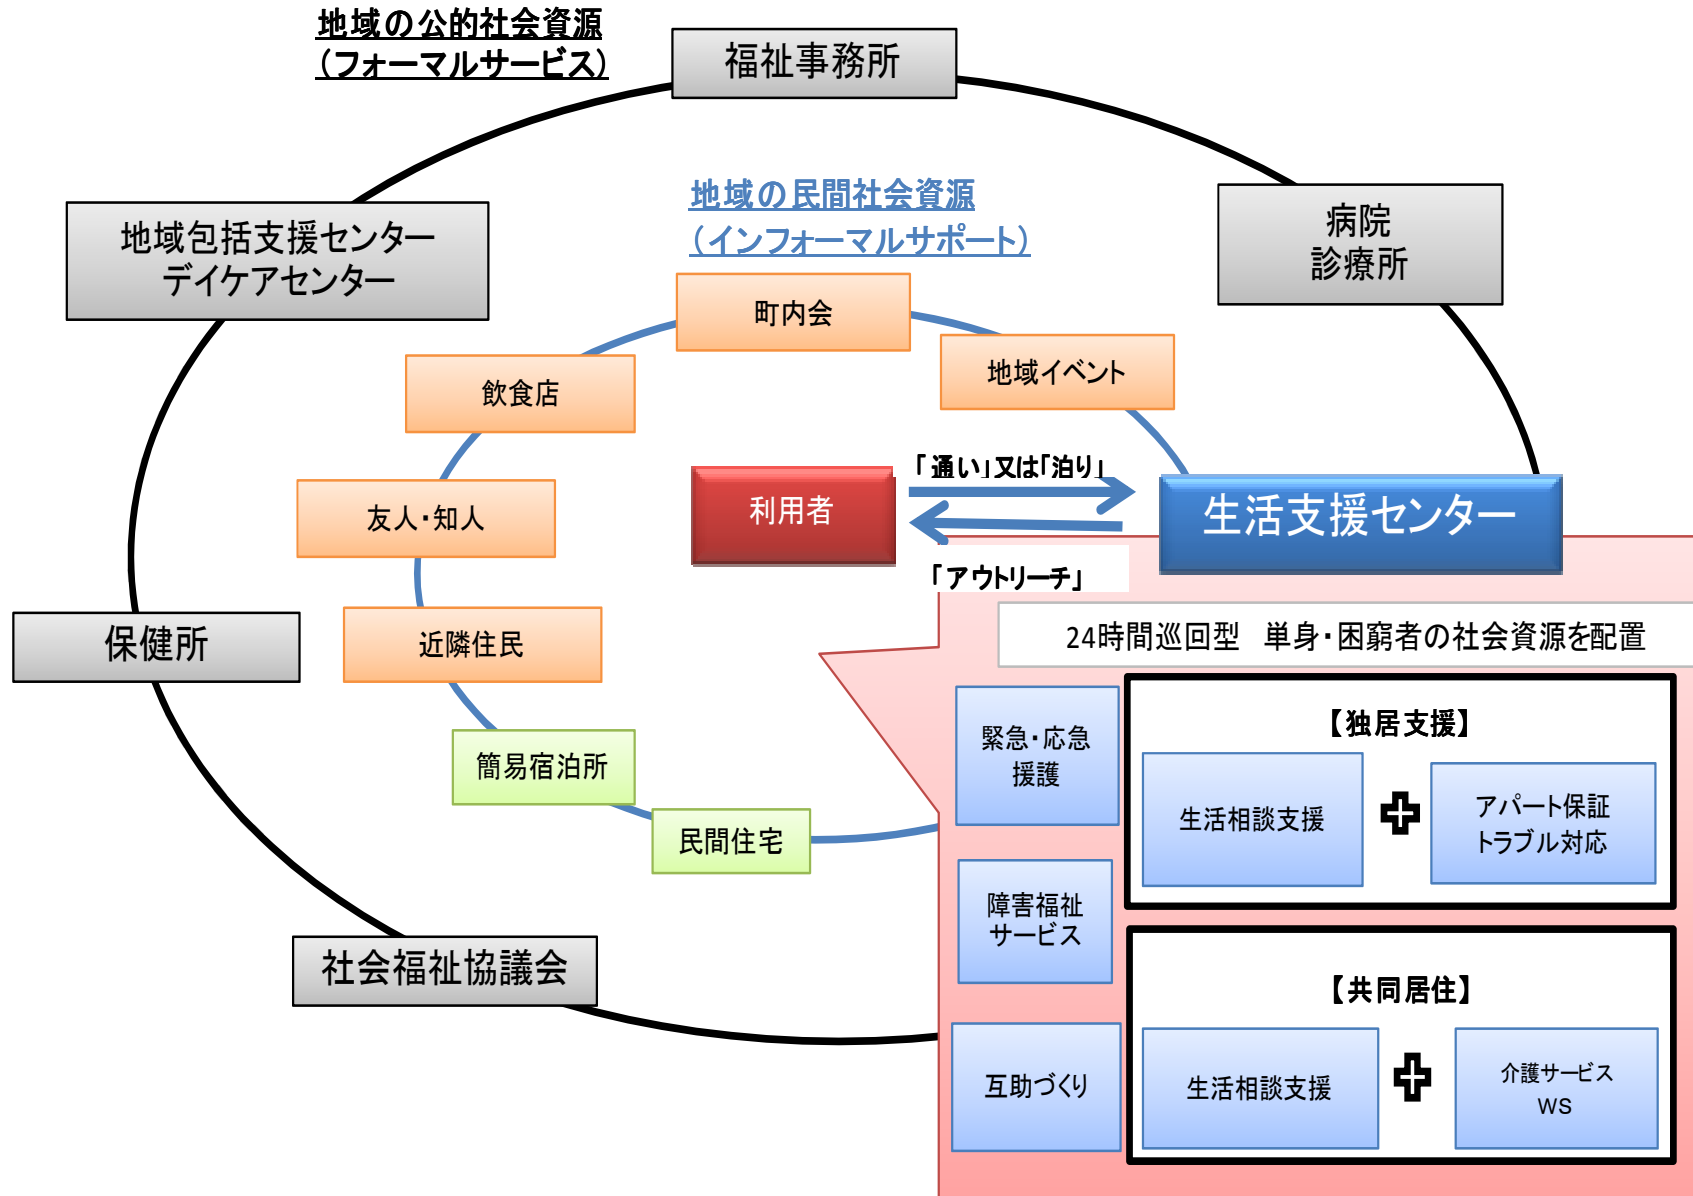 地域の公的社会資源
（フォーマルサービス）
福祉事務所
地域の民間社会資源
（インフォーマルサポート）
病院
診療所
地域包括支援センター
デイケアセンター
町内会
地域イベント
飲食店
「通い」又は「泊り」
利用者
生活支援センター
友人・知人
「アウトリーチ」
保健所
近隣住民
24時間巡回型　単身・困窮者の社会資源を配置
簡易宿泊所
民間住宅
緊急・応急
援護
【独居支援】
生活相談支援
アパート保証
トラブル対応
障害福祉
サービス
社会福祉協議会
【共同居住】
互助づくり
生活相談支援
介護サービス
WS